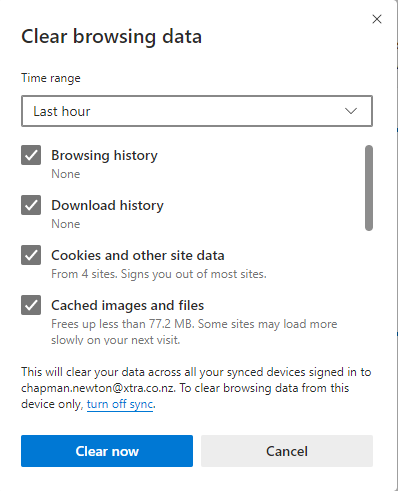 Clear browsing data
Time range
Last hour
Browsing history
None
Download history
None
Cookies and other site data
From 4 sites. Signs you out of most sites.
Cached images and files
Frees up less than 77.2 MB. Some sites may load more
slowly on your next visit.
This will clear your data across all your synced devices signed in to
chapman.newton@xtra.co.nz. To clear browsing data from this
device only, turn off sync.
Clear now
Cancel